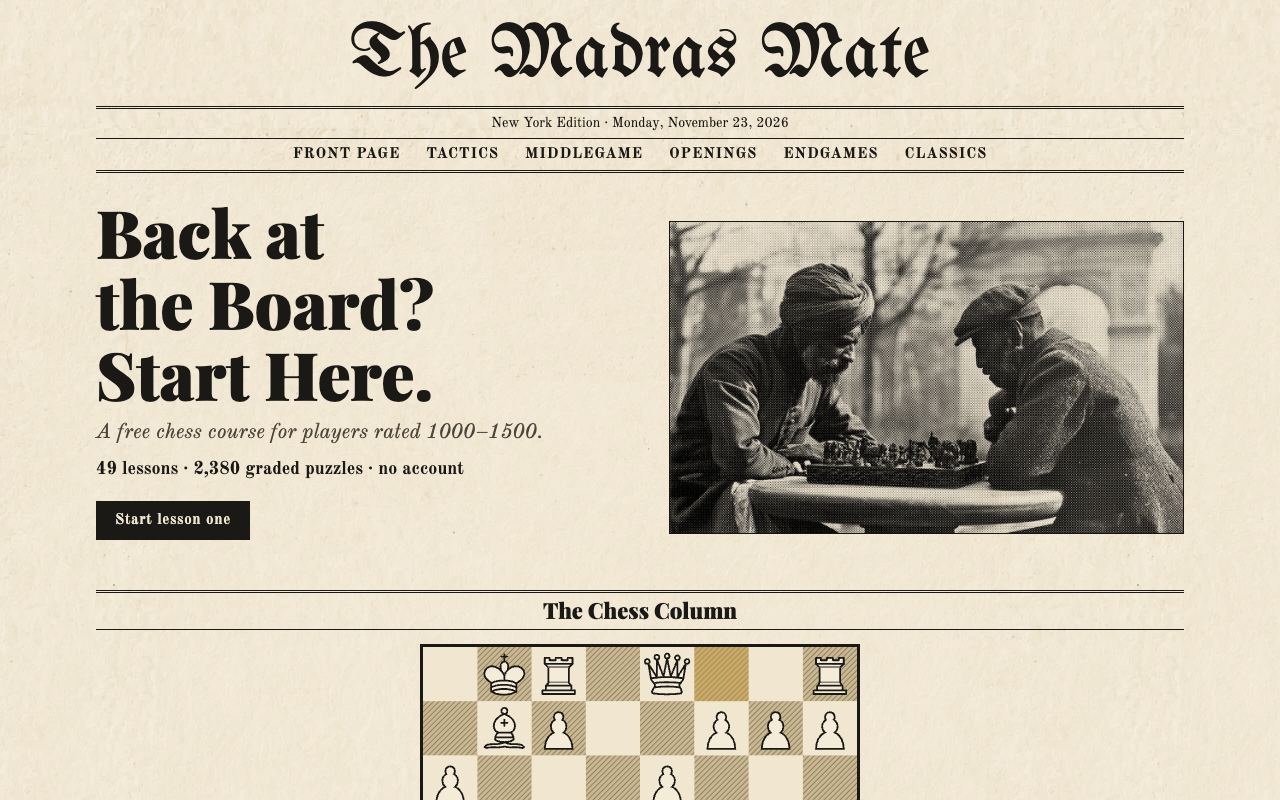 The Madras Mate
New York Edition · Monday, November 23, 2026
FRONT PAGE TACTICS MIDDLEGAME OPENINGS ENDGAMES CLASSICS
Back at
the Board?
Start Here.
A free chess course for players rated 1000–1500.
49 lessons · 2,380 graded puzzles · no account
Start lesson one
The Chess Column